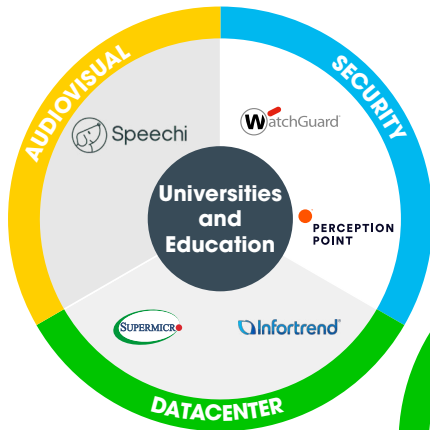 AUDIOVISUAL
SECURITY
Speechi
WatchGuard
Universities
and
Education
PERCEPTION
POINT
SUPERMICRO
Infortrend
DATACENTER